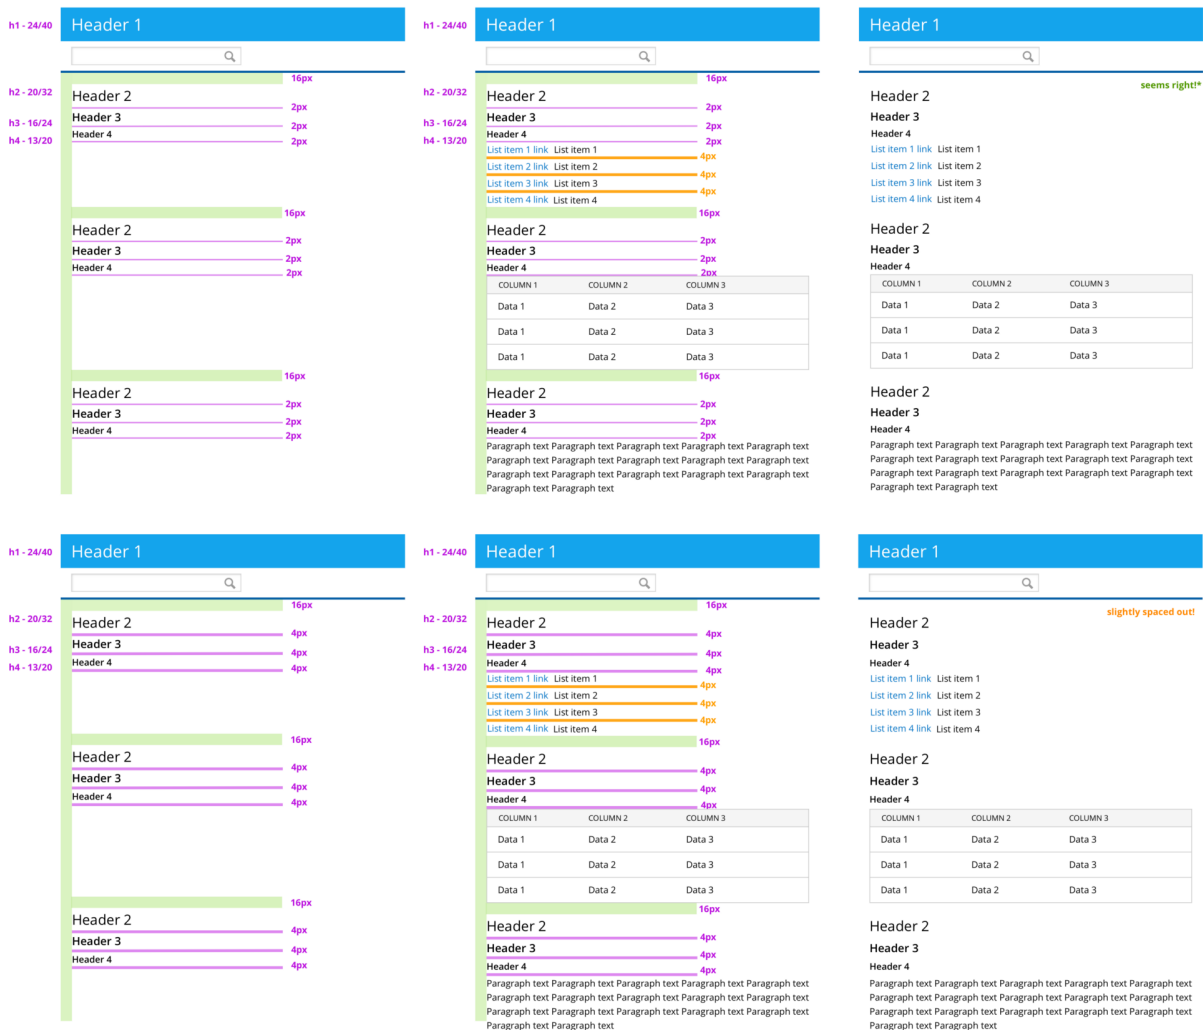 h1 - 24/40
Header 1
16px
h2 - 20/32
Header 2
2px
h3 - 16/24
Header 3
2px
h4 - 13/20
Header 4
2px
16px
Header 2
2px
Header 3
2px
Header 4
2px
16px
Header 2
2px
Header 3
2px
Header 4
2px
h1 - 24/40
Header 1
16px
h2 - 20/32
Header 2
2px
h3 - 16/24
Header 3
2px
h4 - 13/20
Header 4
2px
List item 1 link List item 1
4px
List item 2 link List item 2
4px
List item 3 link List item 3
4px
List item 4 link List item 4
16px
Header 2
2px
Header 3
2px
Header 4
2px
COLUMN 1 COLUMN 2 COLUMN 3
Data 1 Data 2 Data 3
Data 1 Data 2 Data 3
Data 1 Data 2 Data 3
16px
Header 2
2px
Header 3
2px
Header 4
2px
Paragraph text Paragraph text Paragraph text Paragraph text Paragraph text
Paragraph text Paragraph text Paragraph text Paragraph text Paragraph text
Paragraph text Paragraph text Paragraph text Paragraph text Paragraph text
Paragraph text Paragraph text
Header 1
seems right!*
Header 2
Header 3
Header 4
List item 1 link List item 1
List item 2 link List item 2
List item 3 link List item 3
List item 4 link List item 4
Header 2
Header 3
Header 4
COLUMN 1 COLUMN 2 COLUMN 3
Data 1 Data 2 Data 3
Data 1 Data 2 Data 3
Data 1 Data 2 Data 3
Header 2
Header 3
Header 4
Paragraph text Paragraph text Paragraph text Paragraph text Paragraph text
Paragraph text Paragraph text Paragraph text Paragraph text Paragraph text
Paragraph text Paragraph text Paragraph text Paragraph text Paragraph text
Paragraph text Paragraph text
h1 - 24/40
Header 1
16px
h2 - 20/32
Header 2
4px
h3 - 16/24
Header 3
4px
h4 - 13/20
Header 4
4px
16px
Header 2
4px
Header 3
4px
Header 4
4px
16px
Header 2
4px
Header 3
4px
Header 4
4px
h1 - 24/40
Header 1
16px
h2 - 20/32
Header 2
4px
h3 - 16/24
Header 3
4px
h4 - 13/20
Header 4
4px
List item 1 link List item 1
4px
List item 2 link List item 2
4px
List item 3 link List item 3
4px
List item 4 link List item 4
16px
Header 2
4px
Header 3
4px
Header 4
4px
COLUMN 1 COLUMN 2 COLUMN 3
Data 1 Data 2 Data 3
Data 1 Data 2 Data 3
Data 1 Data 2 Data 3
16px
Header 2
4px
Header 3
4px
Header 4
4px
Paragraph text Paragraph text Paragraph text Paragraph text Paragraph text
Paragraph text Paragraph text Paragraph text Paragraph text Paragraph text
Paragraph text Paragraph text Paragraph text Paragraph text Paragraph text
Paragraph text Paragraph text
Header 1
slightly spaced out!
Header 2
Header 3
Header 4
List item 1 link List item 1
List item 2 link List item 2
List item 3 link List item 3
List item 4 link List item 4
Header 2
Header 3
Header 4
COLUMN 1 COLUMN 2 COLUMN 3
Data 1 Data 2 Data 3
Data 1 Data 2 Data 3
Data 1 Data 2 Data 3
Header 2
Header 3
Header 4
Paragraph text Paragraph text Paragraph text Paragraph text Paragraph text
Paragraph text Paragraph text Paragraph text Paragraph text Paragraph text
Paragraph text Paragraph text Paragraph text Paragraph text Paragraph text
Paragraph text Paragraph text